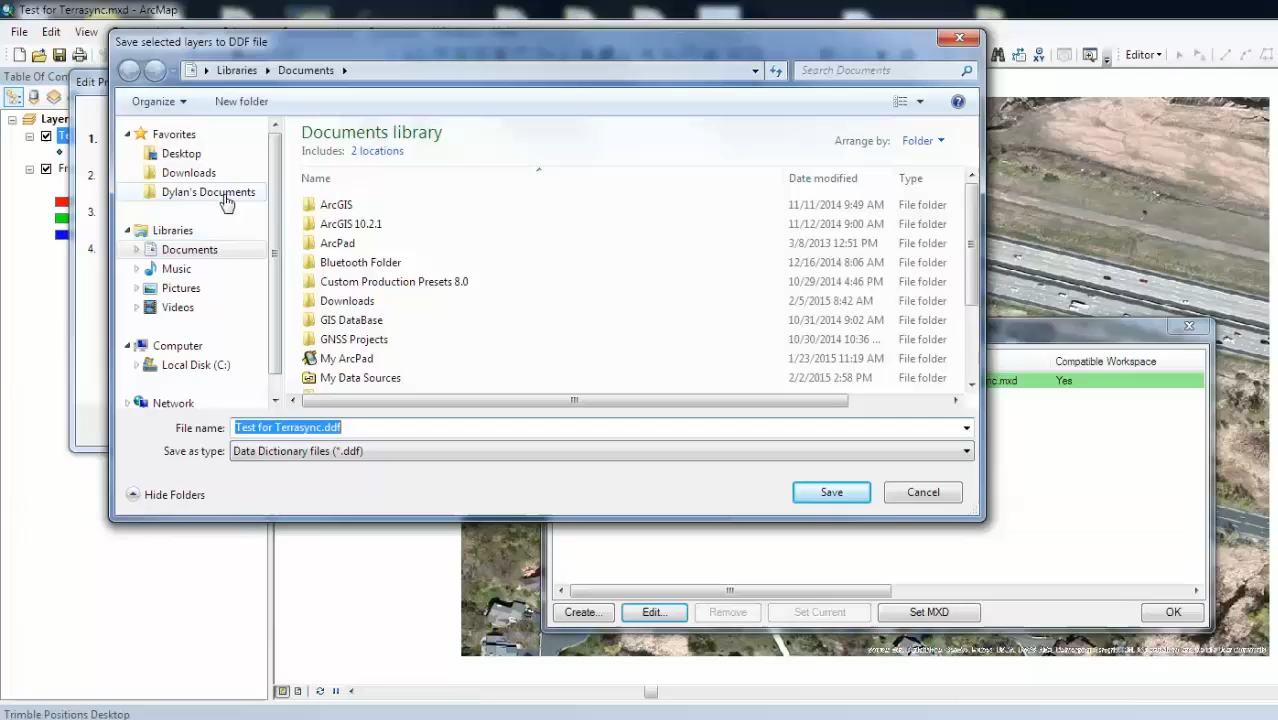 Test for Terrasync.mxd - ArcMap
File Edit View
Editor
Save selected layers to DDF file
Libraries Documents
Search Documents
Table Of Con
Edit Pr
Organize New folder
Layer
Favorites
Desktop
Downloads
Dylan's Documents
Libraries
Documents
Music
Pictures
Videos
Computer
Local Disk (C:)
Network
1.
2.
3.
4.
Documents library
Includes: 2 locations
Arrange by: Folder
Name Date modified Type
ArcGIS 11/11/2014 9:49 AM File folder
ArcGIS 10.2.1 11/12/2014 9:00 AM File folder
ArcPad 3/8/2013 12:51 PM File folder
Bluetooth Folder 12/16/2014 8:06 AM File folder
Custom Production Presets 8.0 10/29/2014 4:46 PM File folder
Downloads 2/5/2015 8:42 AM File folder
GIS DataBase 10/31/2014 9:02 AM File folder
GNSS Projects 10/30/2014 10:36 ... File folder
My ArcPad 1/23/2015 11:19 AM File folder
My Data Sources 2/2/2015 2:58 PM File folder
File name: Test for Terrasync.ddf
Save as type: Data Dictionary files (*.ddf)
Hide Folders
Save Cancel
Compatible Workspace
nc.mxd Yes
Create... Edit... Remove Set Current Set MXD OK
Trimble Positions Desktop